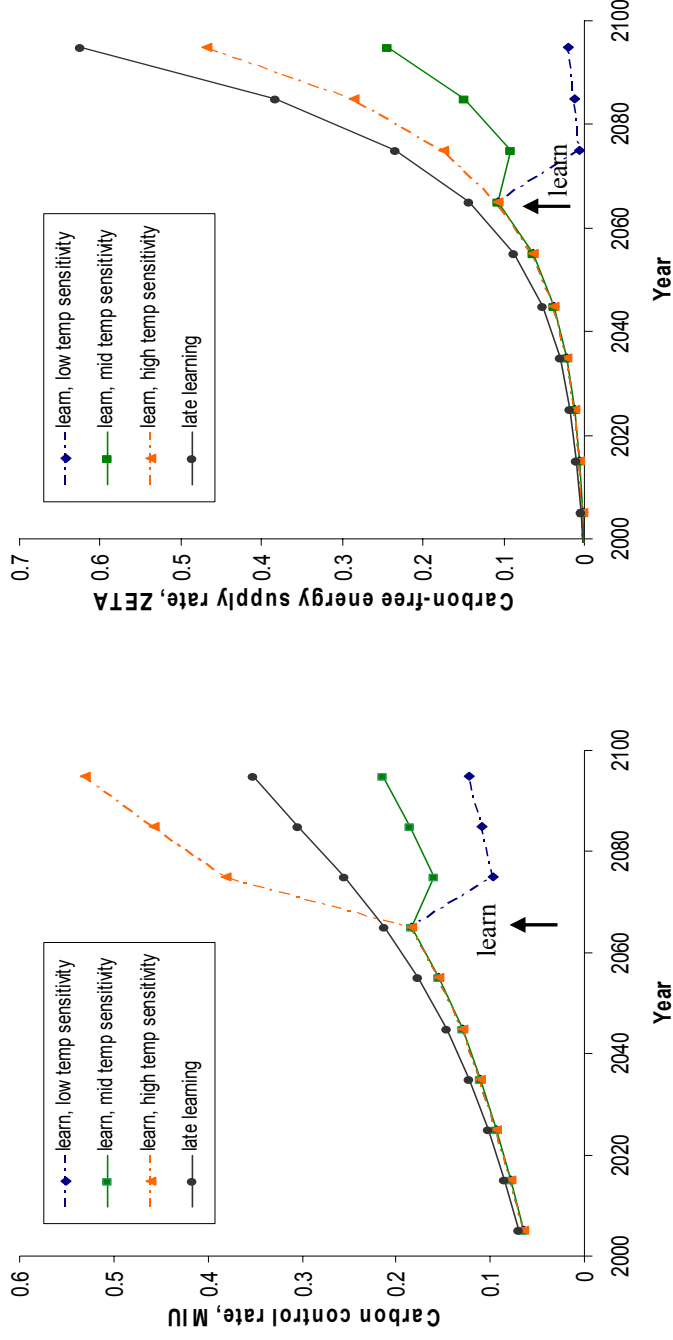 0.6
0.5
0.4
0.3
0.2
0.1
0
Carbon control rate, MIU
learn, low temp sensitivity
learn, mid temp sensitivity
learn, high temp sensitivity
late learning
learn
2000
2020
2040
2060
2080
2100
Year
0.7
0.6
0.5
0.4
0.3
0.2
0.1
0
Carbon-free energy supply rate, ZETA
learn, low temp sensitivity
learn, mid temp sensitivity
learn, high temp sensitivity
late learning
learn
2000
2020
2040
2060
2080
2100
Year